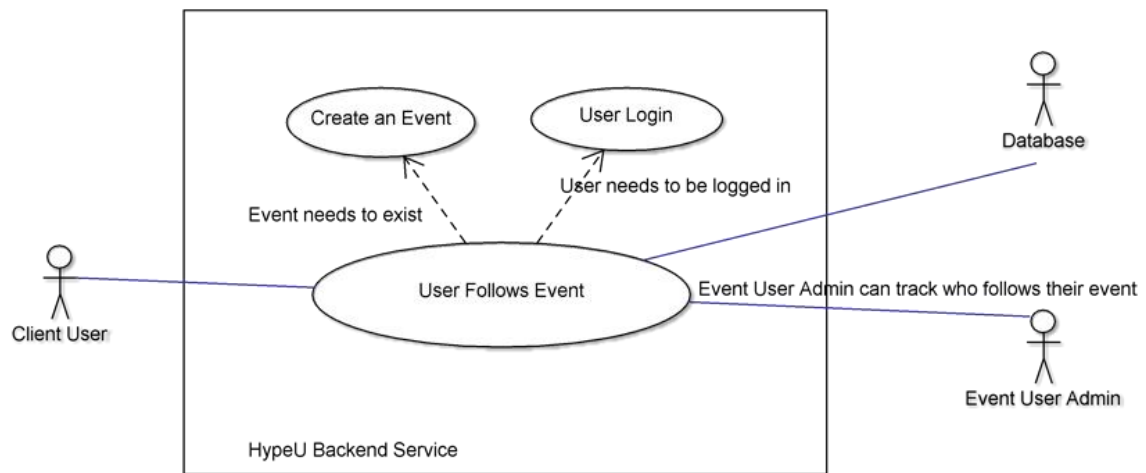 Create an Event
User Login
Database
User needs to be logged in
Event needs to exist
User Follows Event
Event User Admin can track who follows their event
Client User
Event User Admin
HypeU Backend Service